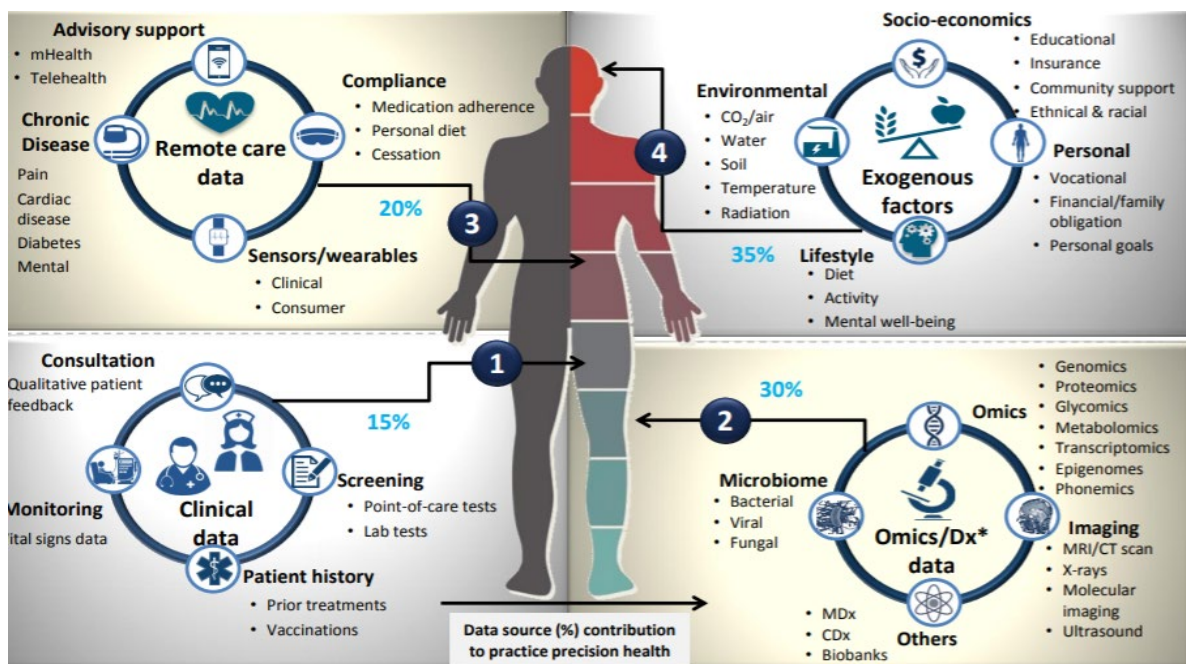 Advisory support
• mHealth
• Telehealth
Chronic
Disease
Pain
Cardiac
disease
Diabetes
Mental
Remote care
data
Compliance
• Medication adherence
• Personal diet
• Cessation
20%
3
Sensors/wearables
• Clinical
• Consumer
Socio-economics
• Educational
• Insurance
• Community support
• Ethnical & racial
Environmental
• CO₂/air
• Water
• Soil
• Temperature
• Radiation
4
Exogenous
factors
Personal
• Vocational
• Financial/family
obligation
• Personal goals
35%
Lifestyle
• Diet
• Activity
• Mental well-being
Consultation
Qualitative patient
feedback
1
15%
Clinical
data
Screening
• Point-of-care tests
• Lab tests
Monitoring
Vital signs data
Patient history
• Prior treatments
• Vaccinations
30%
2
Omics
• Genomics
• Proteomics
• Glycomics
• Metabolomics
• Transcriptomics
• Epigenomes
• Phonemics
Microbiome
• Bacterial
• Viral
• Fungal
Omics/Dx*
data
Imaging
• MRI/CT scan
• X-rays
• Molecular
imaging
• Ultrasound
Others
• MDx
• CDx
• Biobanks
Data source (%) contribution
to practice precision health